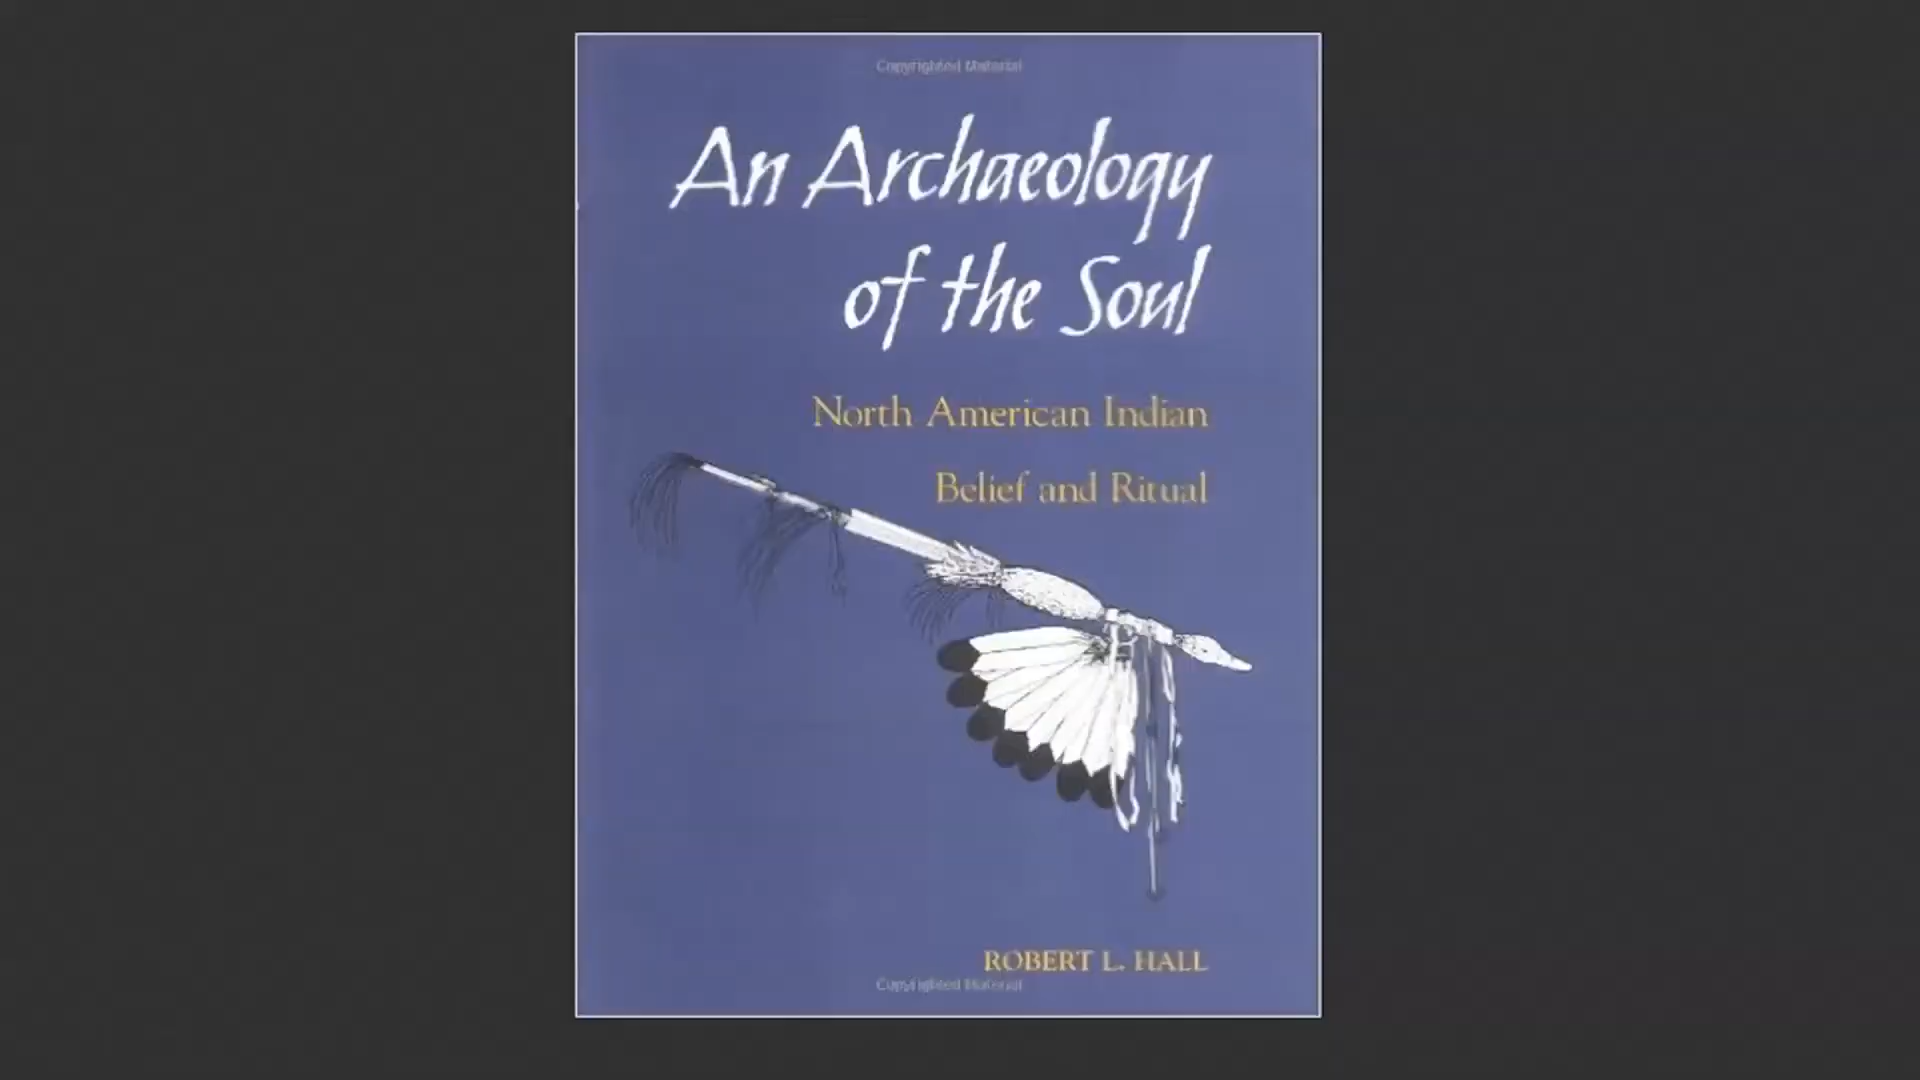 Copyrighted Material
An Archaeology
of the Soul
North American Indian
Belief and Ritual
ROBERT L. HALL
Copyrighted Material